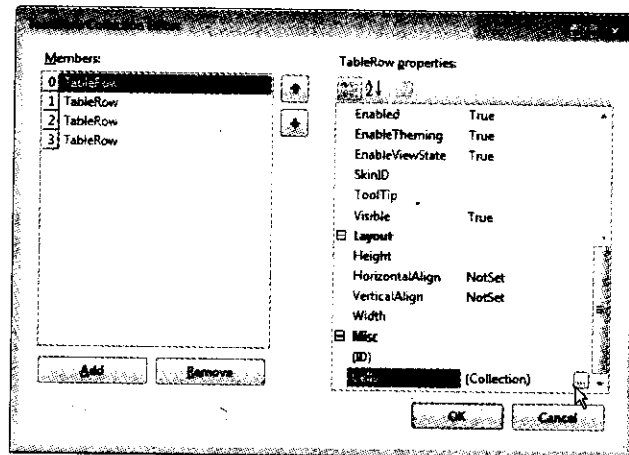 Members:
TableRow properties:
0 TableRow
1 TableRow
2 TableRow
3 TableRow
Enabled True
EnableTheming True
EnableViewState True
SkinID
ToolTip
Visible True
Layout
Height
HorizontalAlign NotSet
VerticalAlign NotSet
Width
Misc
(ID)
(Collection) ...
Add Remove
OK Cancel